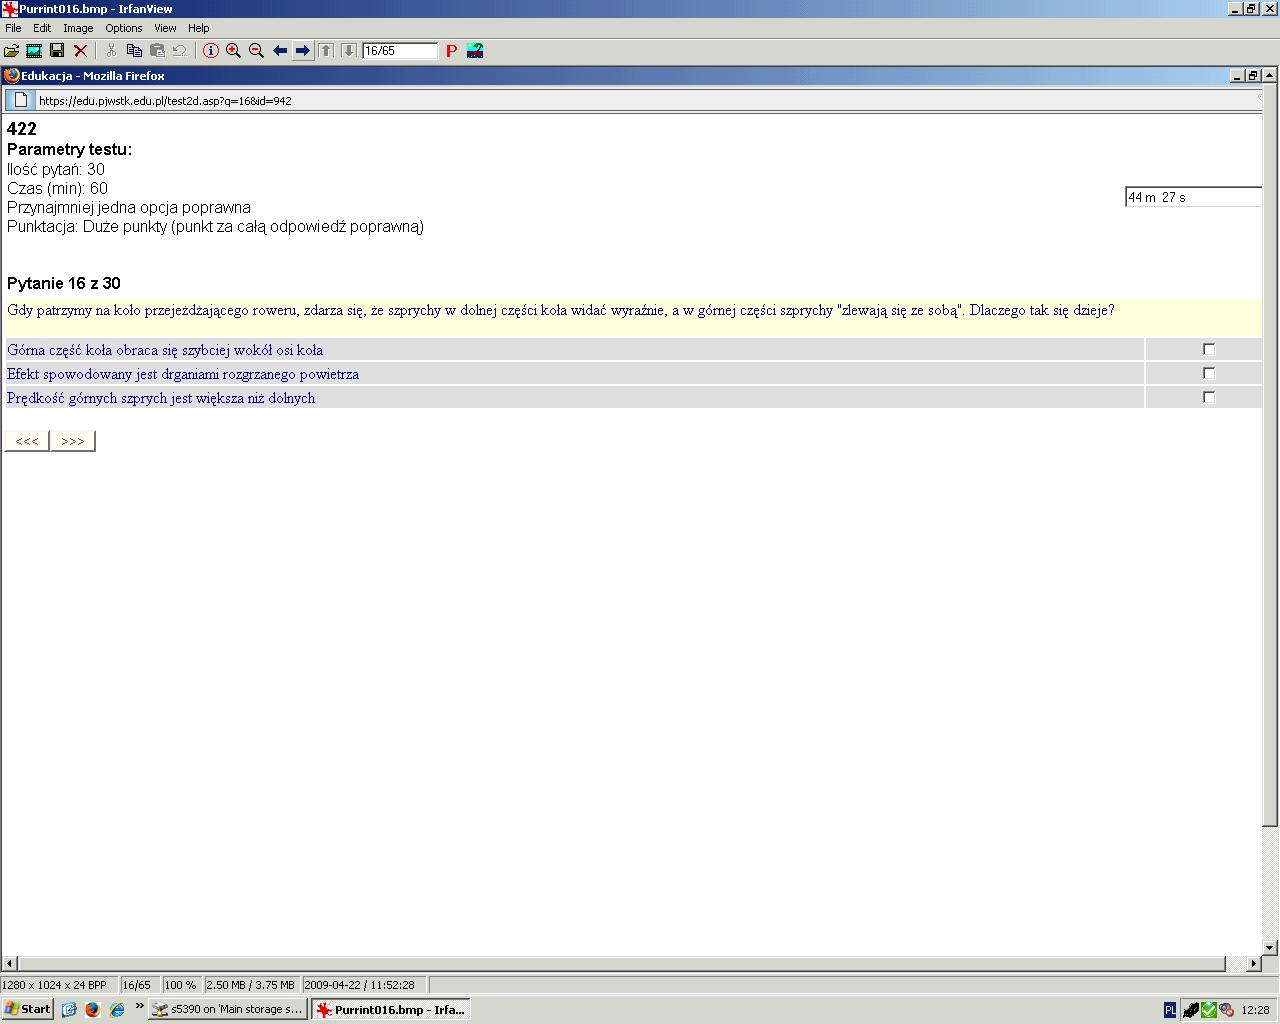 Purrint016.bmp - IrfanView
File Edit Image Options View Help
16/65 P
Edukacja - Mozilla Firefox
https://edu.pjwstk.edu.pl/test2d.asp?q=16&id=942
422
Parametry testu:
Ilość pytań: 30
Czas (min): 60
44 m 27 s
Przynajmniej jedna opcja poprawna
Punktacja: Duże punkty (punkt za całą odpowiedź poprawną)
Pytanie 16 z 30
Gdy patrzymy na koło przejeżdżającego roweru, zdarza się, że szprychy w dolnej części koła widać wyraźnie, a w górnej części szprychy "zlewają się ze sobą". Dlaczego tak się dzieje?
Górna część koła obraca się szybciej wokół osi koła
Efekt spowodowany jest drganiami rozgrzanego powietrza
Prędkość górnych szprych jest większa niż dolnych
<<< >>>
1280 x 1024 x 24 BPP 16/65 100 % 2.50 MB / 3.75 MB 2009-04-22 / 11:52:28
Start » s5390 on 'Main storage s... Purrint016.bmp - Irfa... PL 12:28